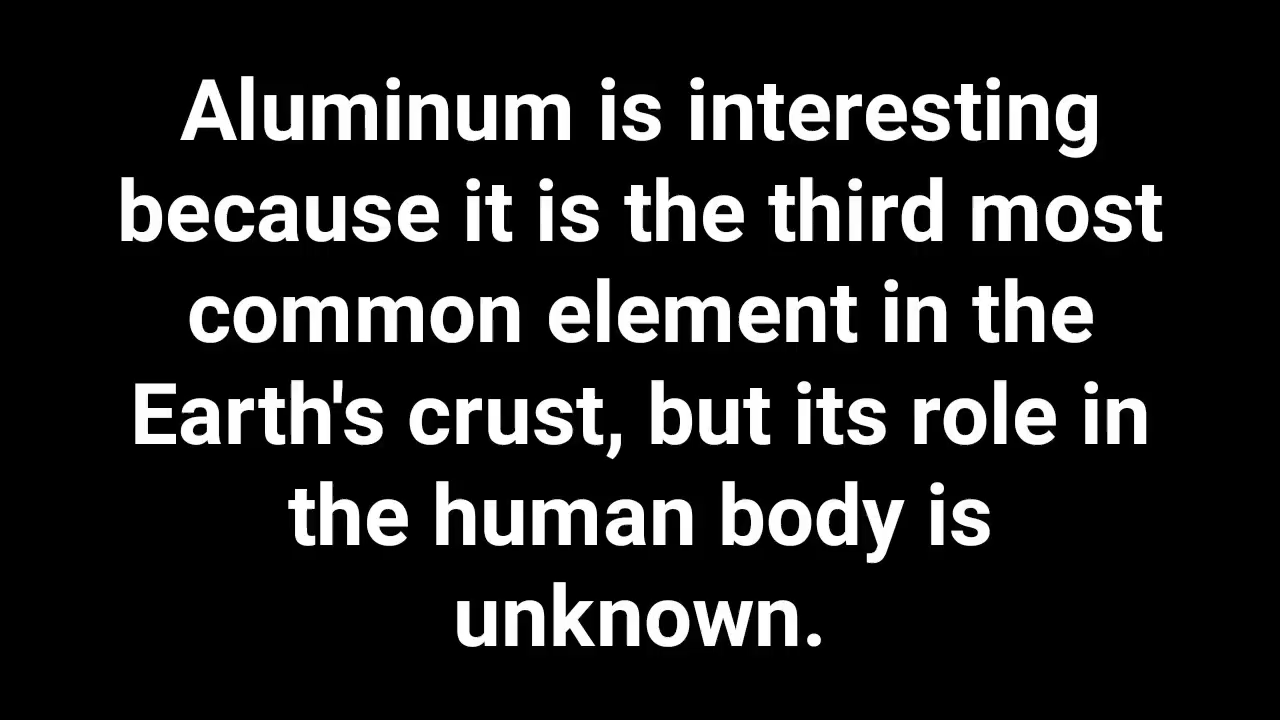 Aluminum is interesting
because it is the third most
common element in the
Earth's crust, but its role in
the human body is
unknown.